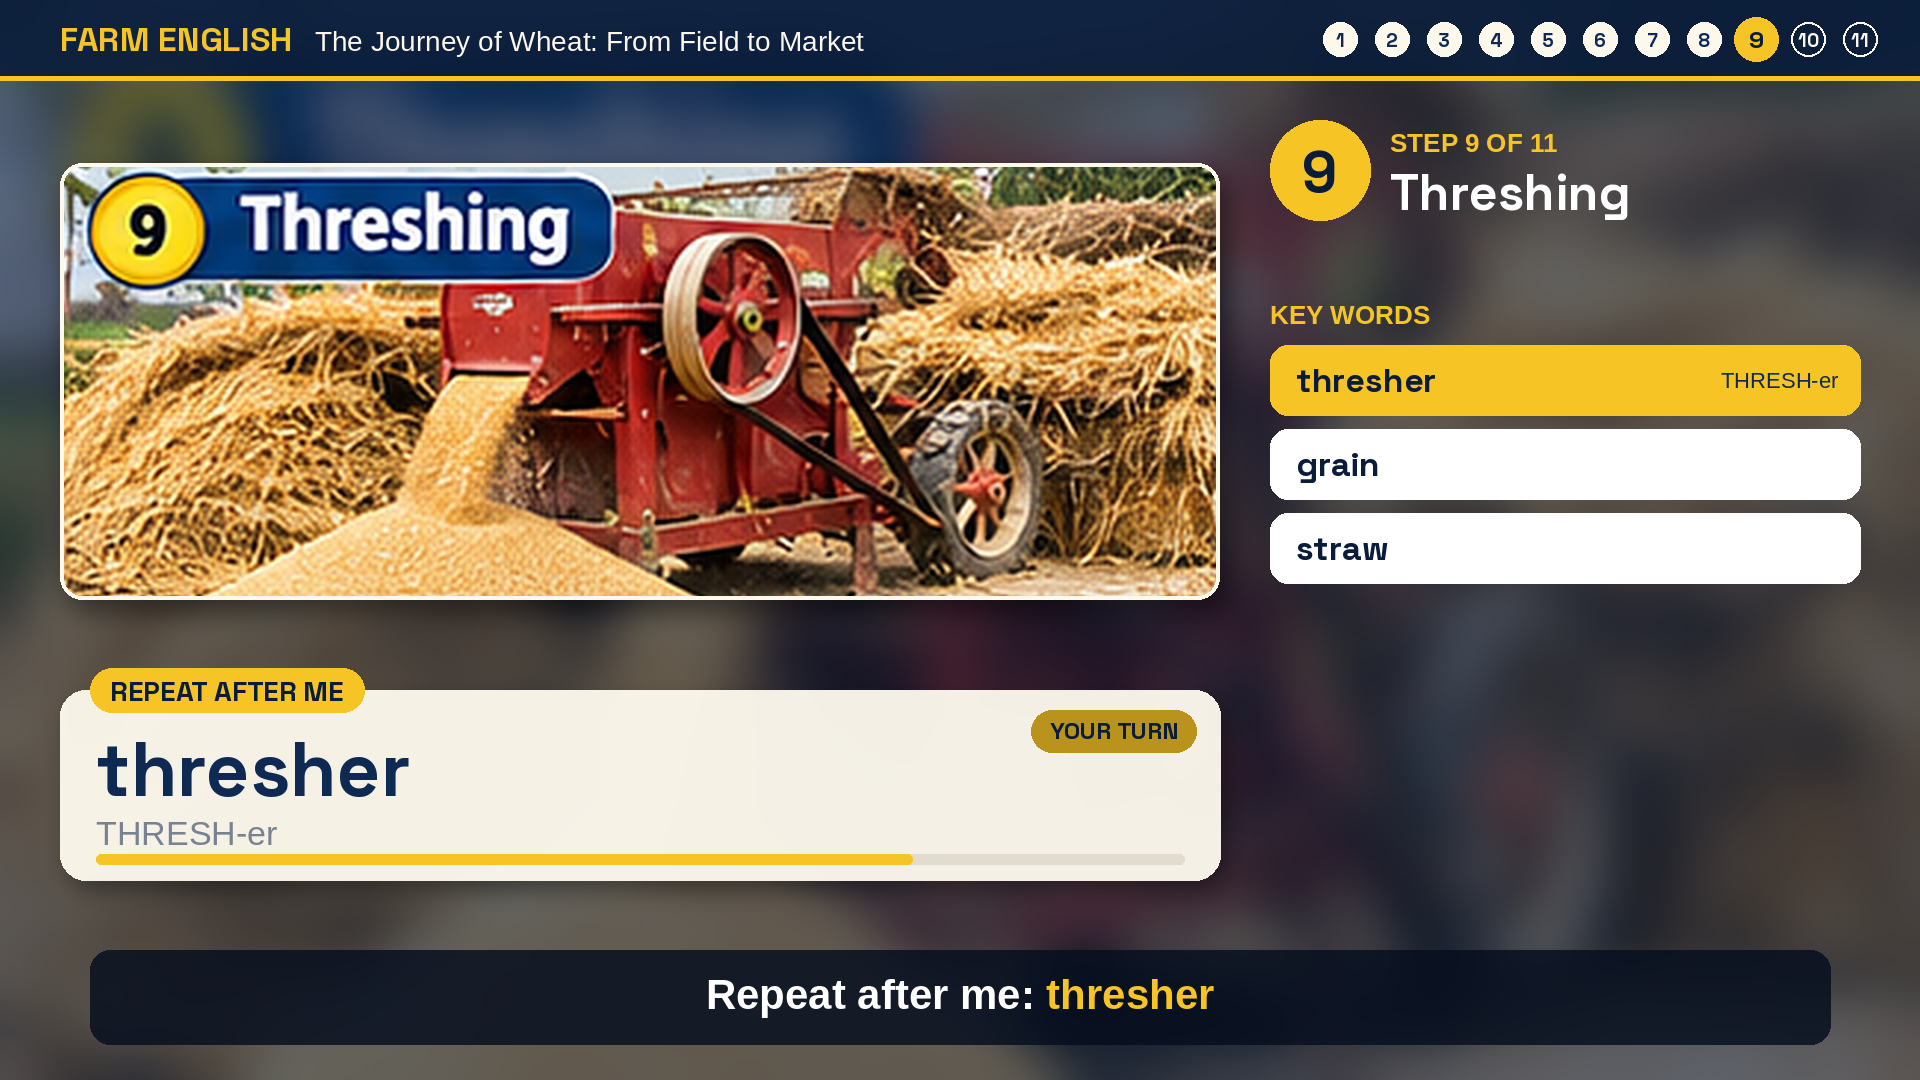 FARM ENGLISH The Journey of Wheat: From Field to Market 1 2 3 4 5 6 7 8 9 10 11
9 Threshing
9 STEP 9 OF 11
Threshing
KEY WORDS
thresher THRESH-er
grain
straw
REPEAT AFTER ME
YOUR TURN
thresher
THRESH-er
Repeat after me: thresher